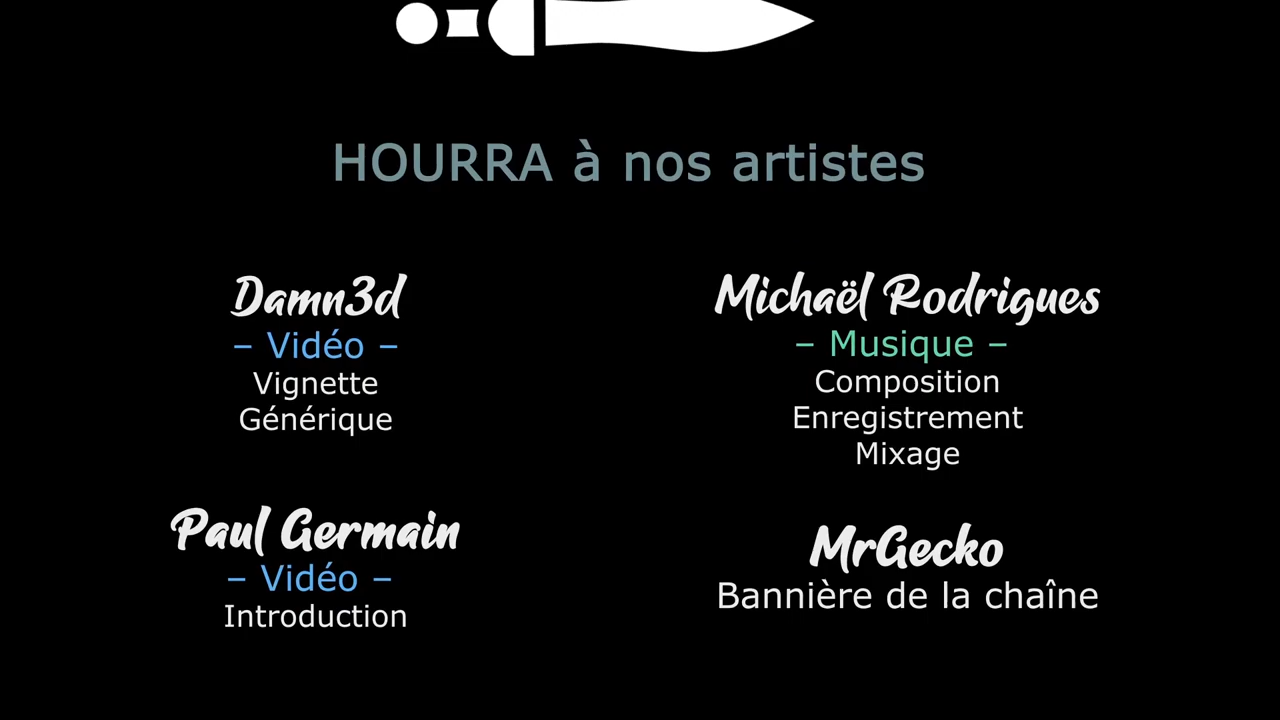 HOURRA à nos artistes
Damn3d
– Vidéo –
Vignette
Générique
Michaël Rodrigues
– Musique –
Composition
Enregistrement
Mixage
Paul Germain
– Vidéo –
Introduction
MrGecko
Bannière de la chaîne